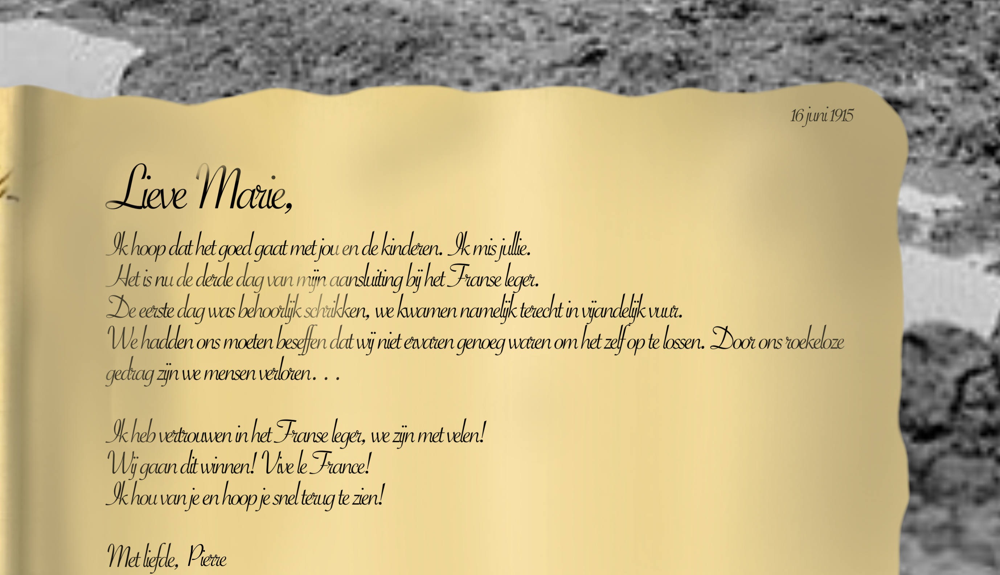 16 juni 1915
Lieve Marie,
Ik hoop dat het goed gaat met jou en de kinderen. Ik mis jullie.
Het is nu de derde dag van mijn aansluiting bij het Franse leger.
De eerste dag was behoorlijk schrikken, we kwamen namelijk terecht in vijandelijk vuur.
We hadden ons moeten beseffen dat wij niet ervaren genoeg waren om het zelf op te lossen. Door ons roekeloze
gedrag zijn we mensen verloren. . .
Ik heb vertrouwen in het Franse leger, we zijn met velen!
Wij gaan dit winnen! Vive le France!
Ik hou van je en hoop je snel terug te zien!
Met liefde, Pierre